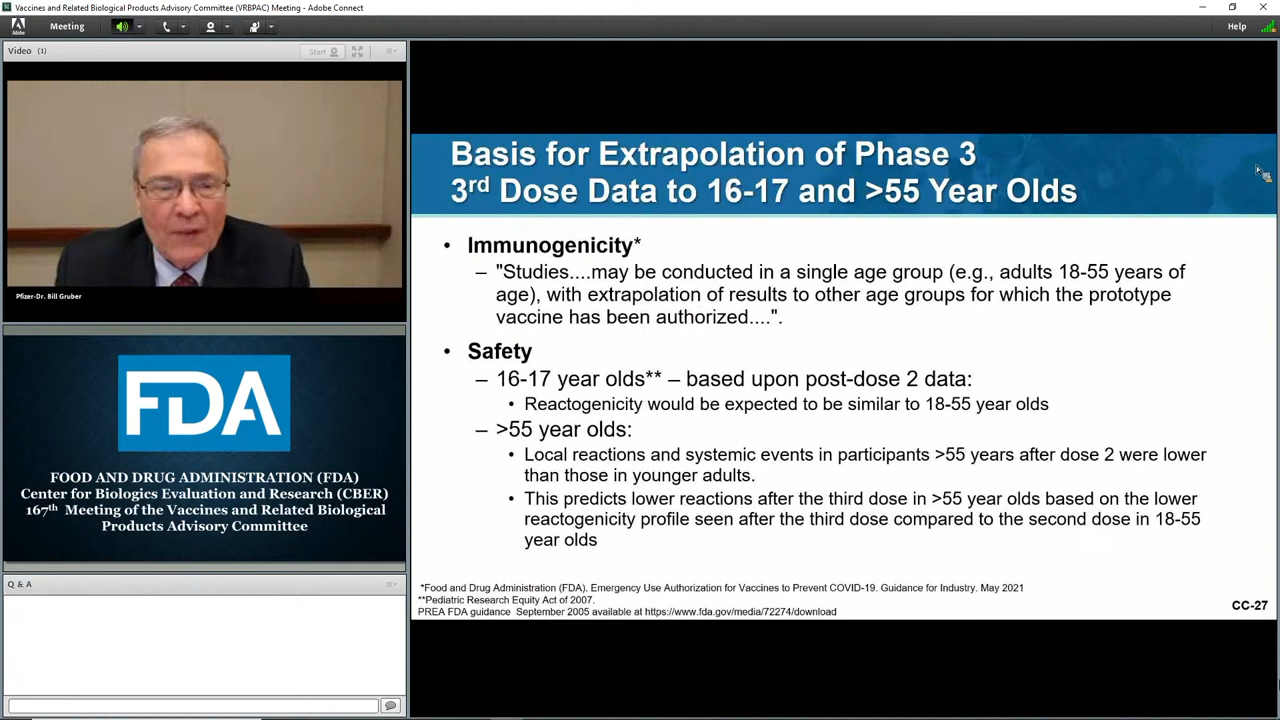 Vaccines and Related Biological Products Advisory Committee (VRBPAC) Meeting - Adobe Connect
Adobe
Meeting
Help
Video (1)
Start
Pfizer-Dr. Bill Gruber
FDA
FOOD AND DRUG ADMINISTRATION (FDA)
Center for Biologics Evaluation and Research (CBER)
167th Meeting of the Vaccines and Related Biological
Products Advisory Committee
Q & A
Basis for Extrapolation of Phase 3
3rd Dose Data to 16-17 and >55 Year Olds
• Immunogenicity*
– "Studies....may be conducted in a single age group (e.g., adults 18-55 years of
age), with extrapolation of results to other age groups for which the prototype
vaccine has been authorized....".
• Safety
– 16-17 year olds** – based upon post-dose 2 data:
• Reactogenicity would be expected to be similar to 18-55 year olds
– >55 year olds:
• Local reactions and systemic events in participants >55 years after dose 2 were lower
than those in younger adults.
• This predicts lower reactions after the third dose in >55 year olds based on the lower
reactogenicity profile seen after the third dose compared to the second dose in 18-55
year olds
*Food and Drug Administration (FDA). Emergency Use Authorization for Vaccines to Prevent COVID-19. Guidance for Industry. May 2021
**Pediatric Research Equity Act of 2007.
PREA FDA guidance September 2005 available at https://www.fda.gov/media/72274/download
CC-27